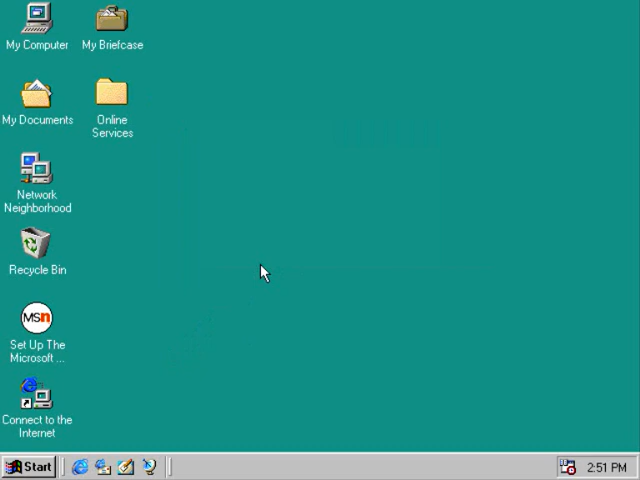 My Computer
My Briefcase
My Documents
Online
Services
Network
Neighborhood
Recycle Bin
msn
Set Up The
Microsoft ...
Connect to the
Internet
Start
2:51 PM